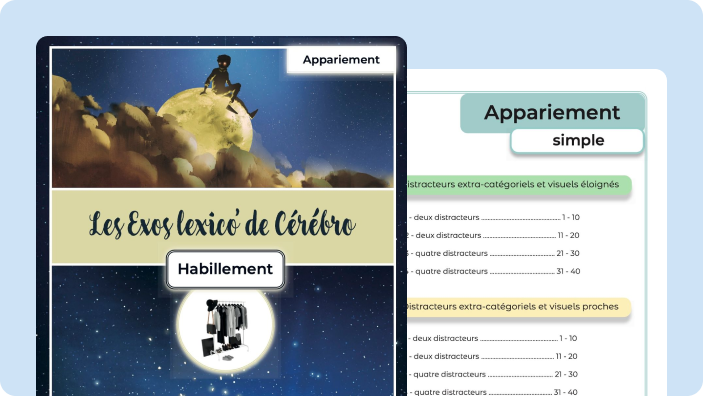 Appariement
Les Exos lexico' de Cérébro
Habillement
Appariement
simple
istracteurs extra-catégoriels et visuels éloignés
- deux distracteurs 1 - 10
2 - deux distracteurs 11 - 20
- quatre distracteurs 21 - 30
- quatre distracteurs 31 - 40
Distracteurs extra-catégoriels et visuels proches
- deux distracteurs 1 - 10
- deux distracteurs 11 - 20
- quatre distracteurs 21 - 30
- quatre distracteurs 31 - 40